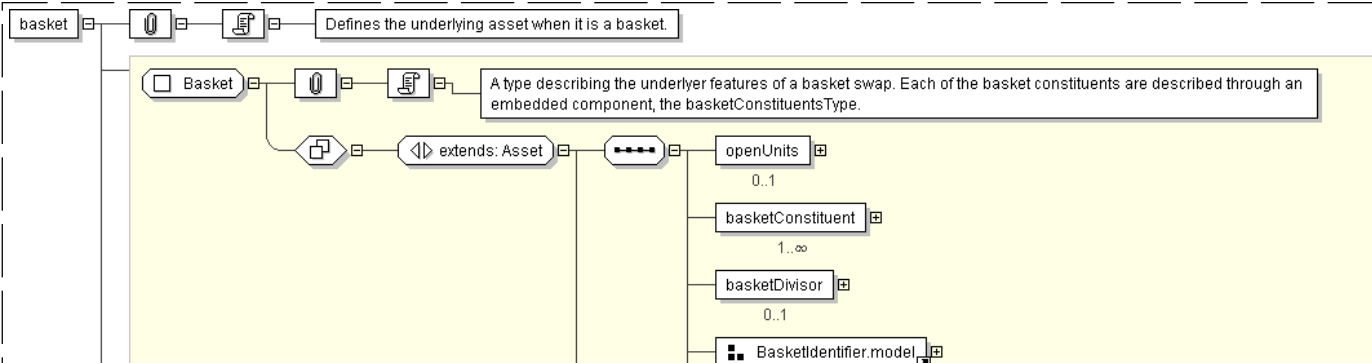 basket
Defines the underlying asset when it is a basket.
Basket
A type describing the underlyer features of a basket swap. Each of the basket constituents are described through an
embedded component, the basketConstituentsType.
extends: Asset
openUnits
0..1
basketConstituent
1..∞
basketDivisor
0..1
BasketIdentifier.model